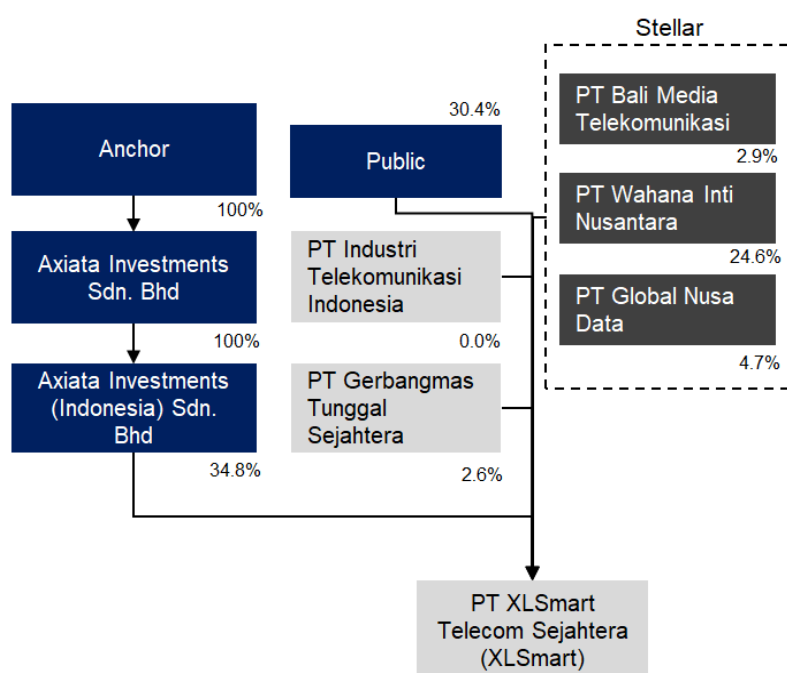 Stellar
PT Bali Media
Telekomunikasi
2.9%
PT Wahana Inti
Nusantara
24.6%
PT Global Nusa
Data
4.7%
30.4%
Public
Anchor
100%
Axiata Investments
Sdn. Bhd
100%
Axiata Investments
(Indonesia) Sdn.
Bhd
34.8%
PT Industri
Telekomunikasi
Indonesia
0.0%
PT Gerbangmas
Tunggal
Sejahtera
2.6%
PT XLSmart
Telecom Sejahtera
(XLSmart)